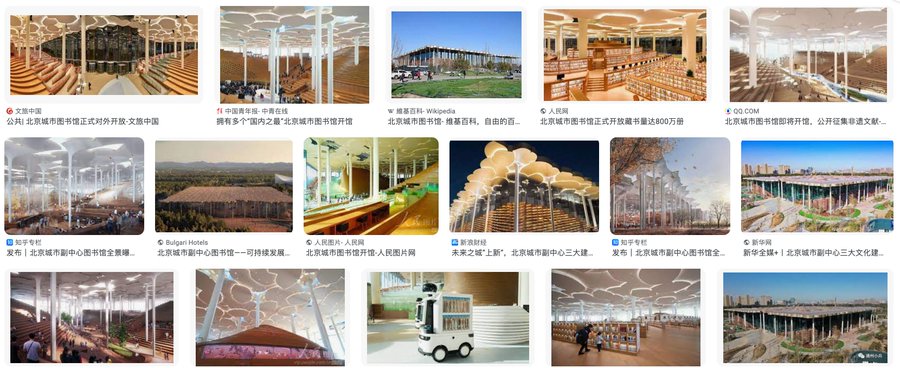 文旅中国
公共| 北京城市图书馆正式对外开放-文旅中国
中国青年报- 中青在线
拥有多个“国内之最”北京城市图书馆开馆
维基百科- Wikipedia
北京城市图书馆- 维基百科，自由的百...
人民网
北京城市图书馆正式开放藏书量达800万册
QQ.COM
北京城市图书馆即将开馆，公开征集非遗文献-...
知乎专栏
发布丨北京城市副中心图书馆全景曝...
Bulgari Hotels
北京城市副中心图书馆——可持续发展...
人民图片- 人民网
北京城市图书馆开馆-人民图片网
新浪财经
未来之城“上新”，北京城市副中心三大建...
知乎专栏
发布丨北京城市副中心图书馆全...
新华网
新华全媒+丨北京城市副中心三大文化建...